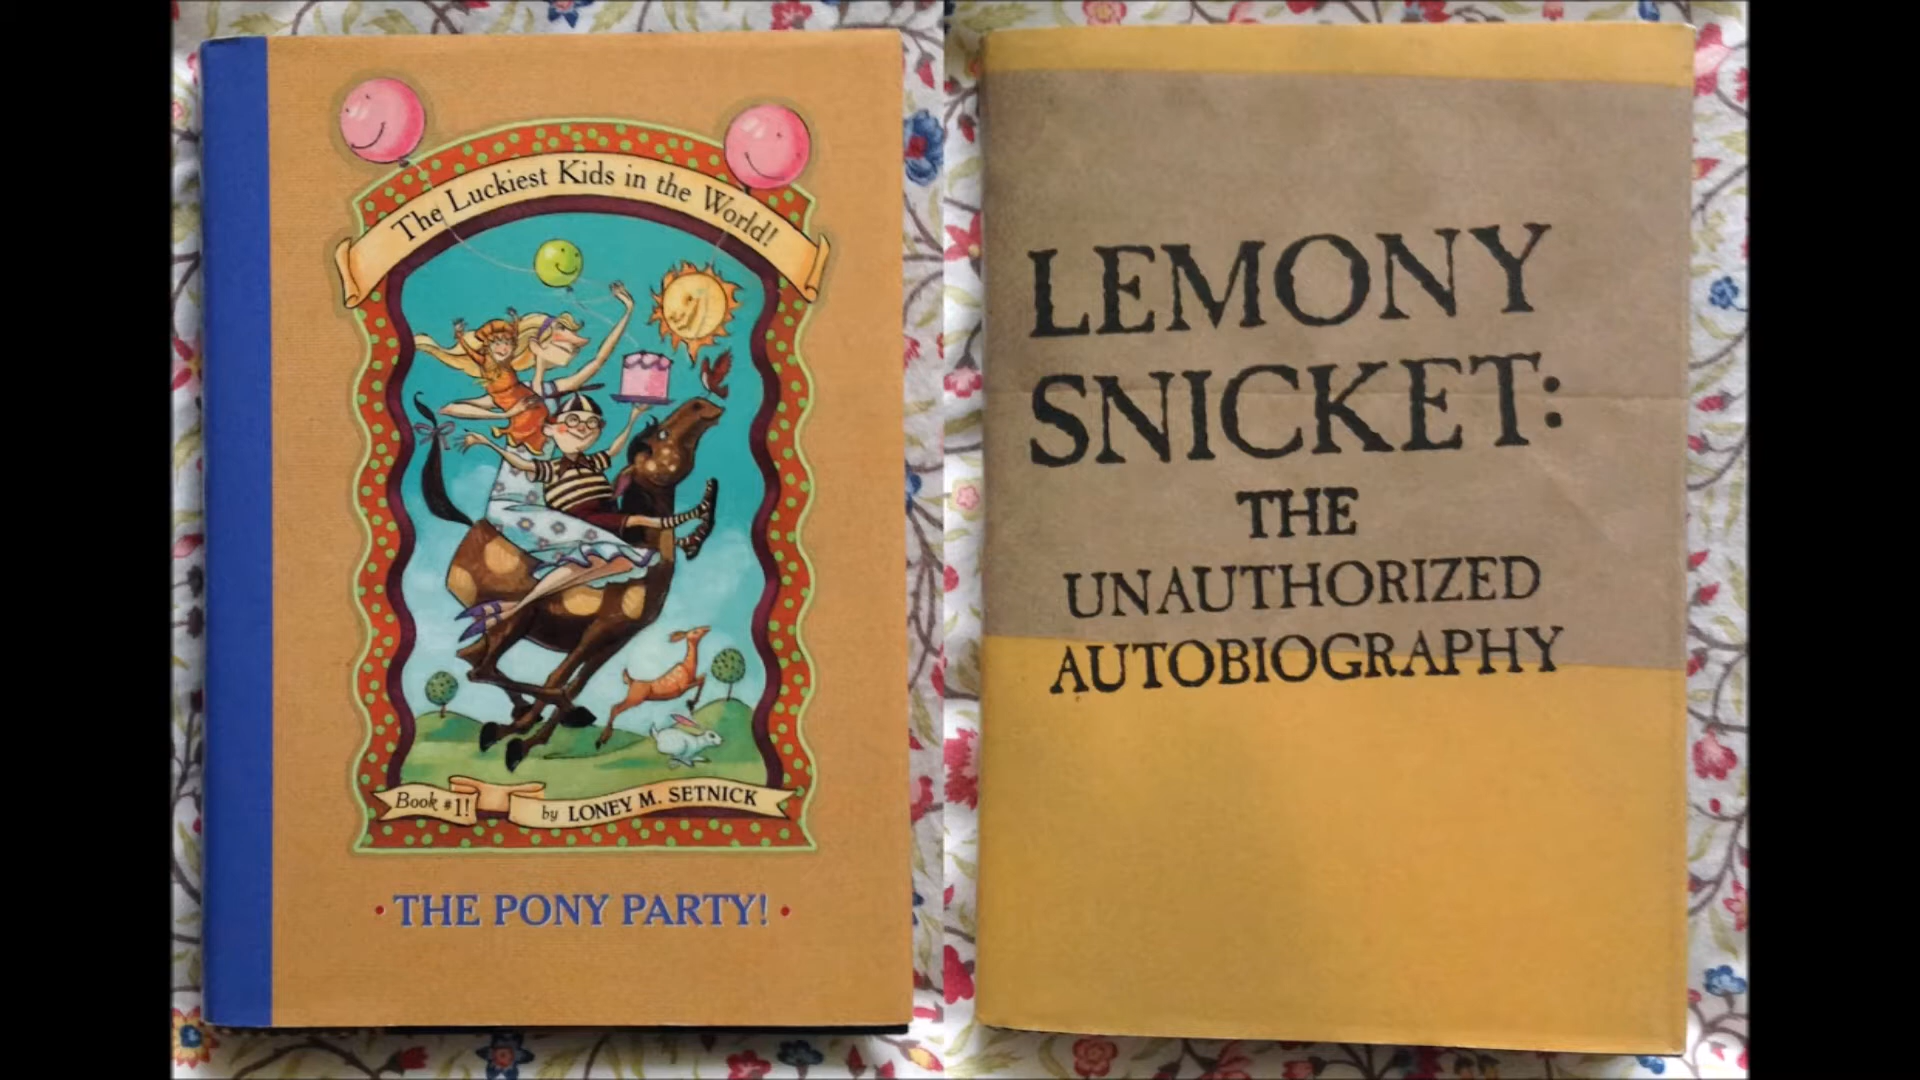 The Luckiest Kids in the World!
Book #1!
by LONEY M. SETNICK
• THE PONY PARTY! •
LEMONY
SNICKET:
THE
UNAUTHORIZED
AUTOBIOGRAPHY